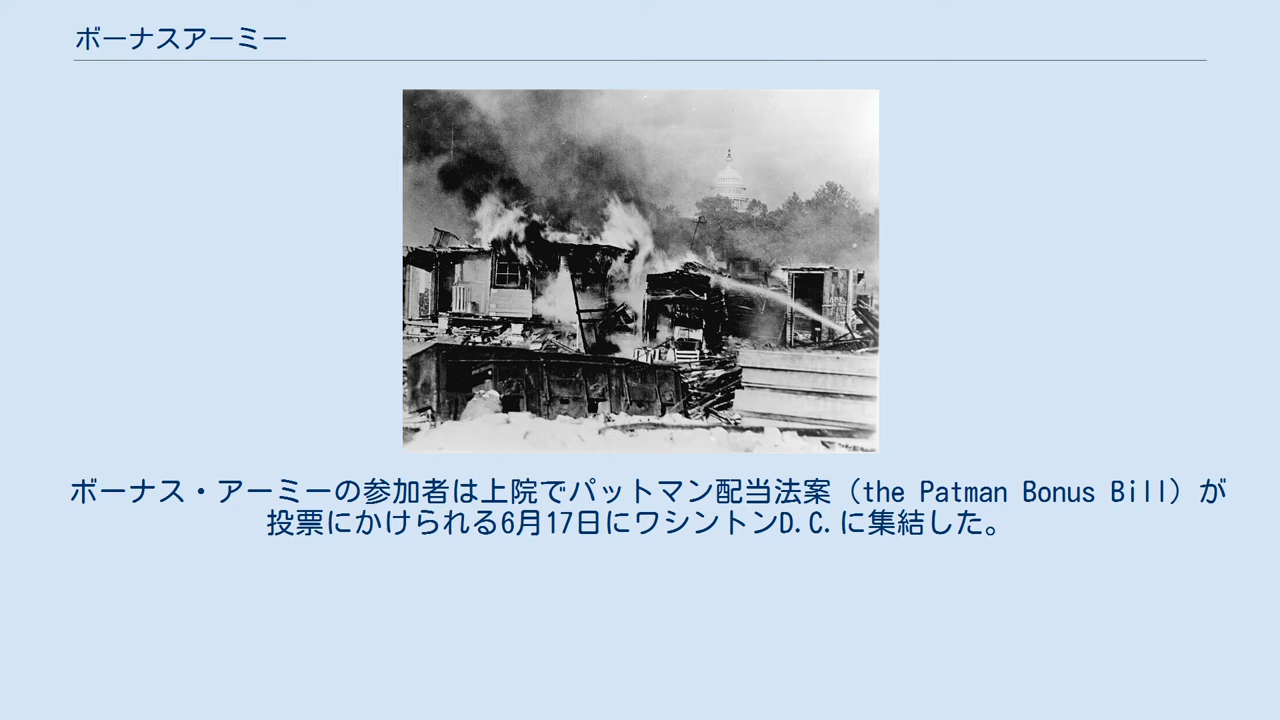 ボーナスアーミー
ボーナス・アーミーの参加者は上院でパットマン配当法案（the Patman Bonus Bill）が
投票にかけられる6月17日にワシントンD.C.に集結した。